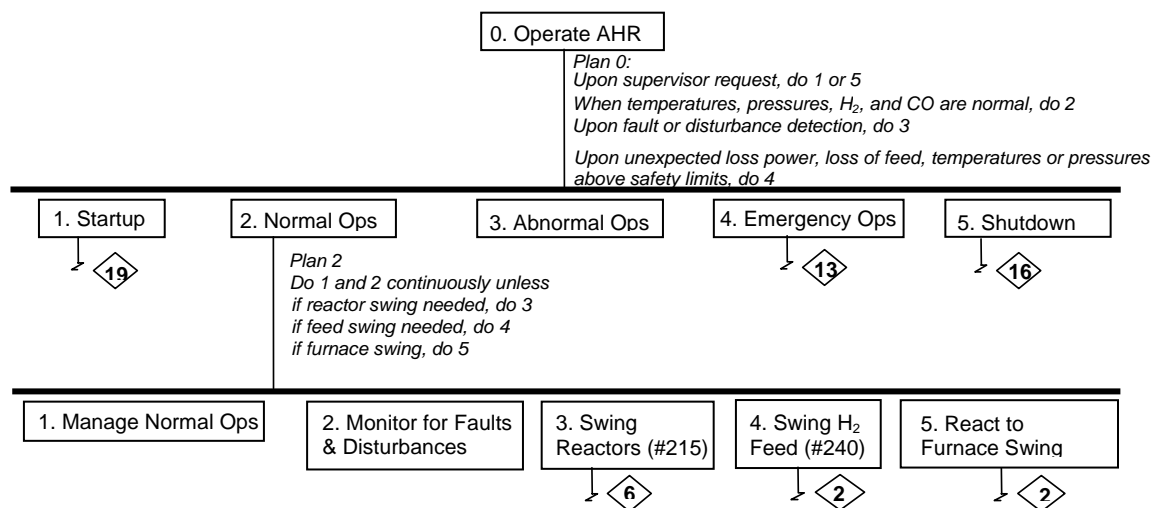 0. Operate AHR
Plan 0:
Upon supervisor request, do 1 or 5
When temperatures, pressures, H₂, and CO are normal, do 2
Upon fault or disturbance detection, do 3
Upon unexpected loss power, loss of feed, temperatures or pressures
above safety limits, do 4
1. Startup
2. Normal Ops
3. Abnormal Ops
4. Emergency Ops
5. Shutdown
19
13
16
Plan 2
Do 1 and 2 continuously unless
if reactor swing needed, do 3
if feed swing needed, do 4
if furnace swing, do 5
1. Manage Normal Ops
2. Monitor for Faults
& Disturbances
3. Swing
Reactors (#215)
4. Swing H₂
Feed (#240)
5. React to
Furnace Swing
6
2
2